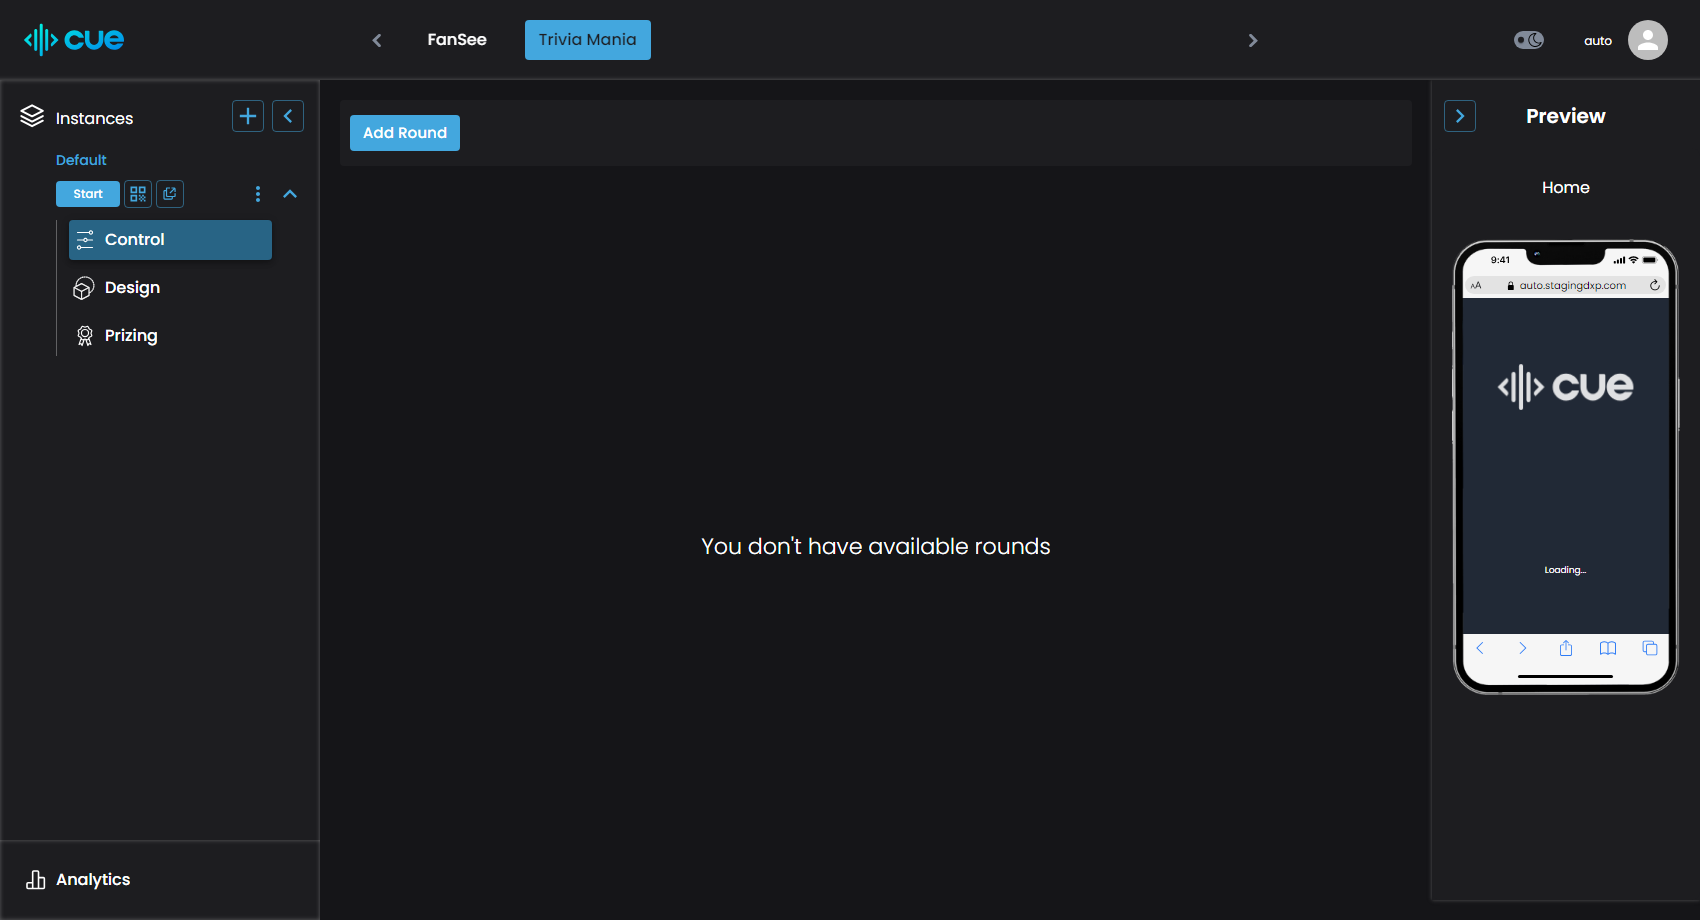 cue
FanSee
Trivia Mania
auto
Instances
Default
Start
Control
Design
Prizing
Analytics
Add Round
You don't have available rounds
Preview
Home
9:41
AA
auto.stagingdxp.com
cue
Loading...